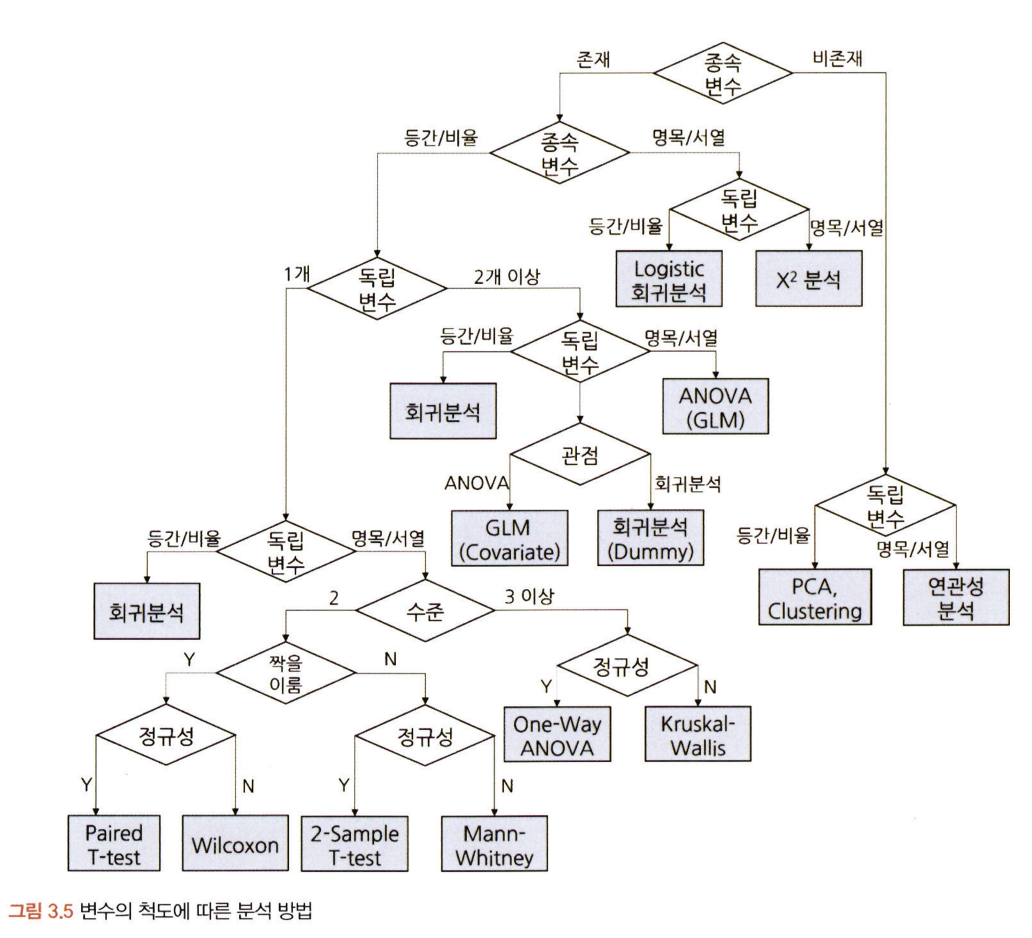 존재
종속
변수
비존재
등간/비율
종속
변수
명목/서열
독립
변수
등간/비율
명목/서열
Logistic
회귀분석
X² 분석
1개
독립
변수
2개 이상
등간/비율
독립
변수
명목/서열
회귀분석
ANOVA
(GLM)
관점
ANOVA
회귀분석
GLM
(Covariate)
회귀분석
(Dummy)
독립
변수
등간/비율
명목/서열
PCA,
Clustering
연관성
분석
등간/비율
독립
변수
명목/서열
회귀분석
2
수준
3 이상
Y
짝을
이룸
N
정규성
Y
N
One-Way
ANOVA
Kruskal-
Wallis
정규성
Y
N
정규성
Y
N
Paired
T-test
Wilcoxon
2-Sample
T-test
Mann-
Whitney
그림 3.5 변수의 척도에 따른 분석 방법